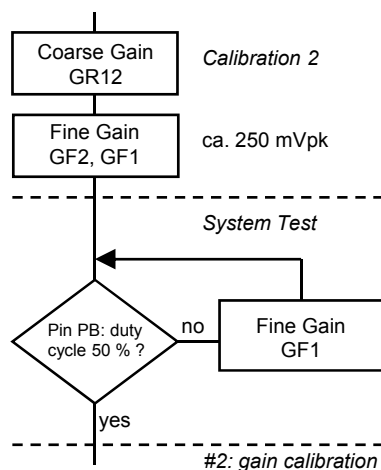 Coarse Gain
GR12
Calibration 2
Fine Gain
GF2, GF1
ca. 250 mVpk
System Test
Pin PB: duty
cycle 50 % ?
no
Fine Gain
GF1
yes
#2: gain calibration